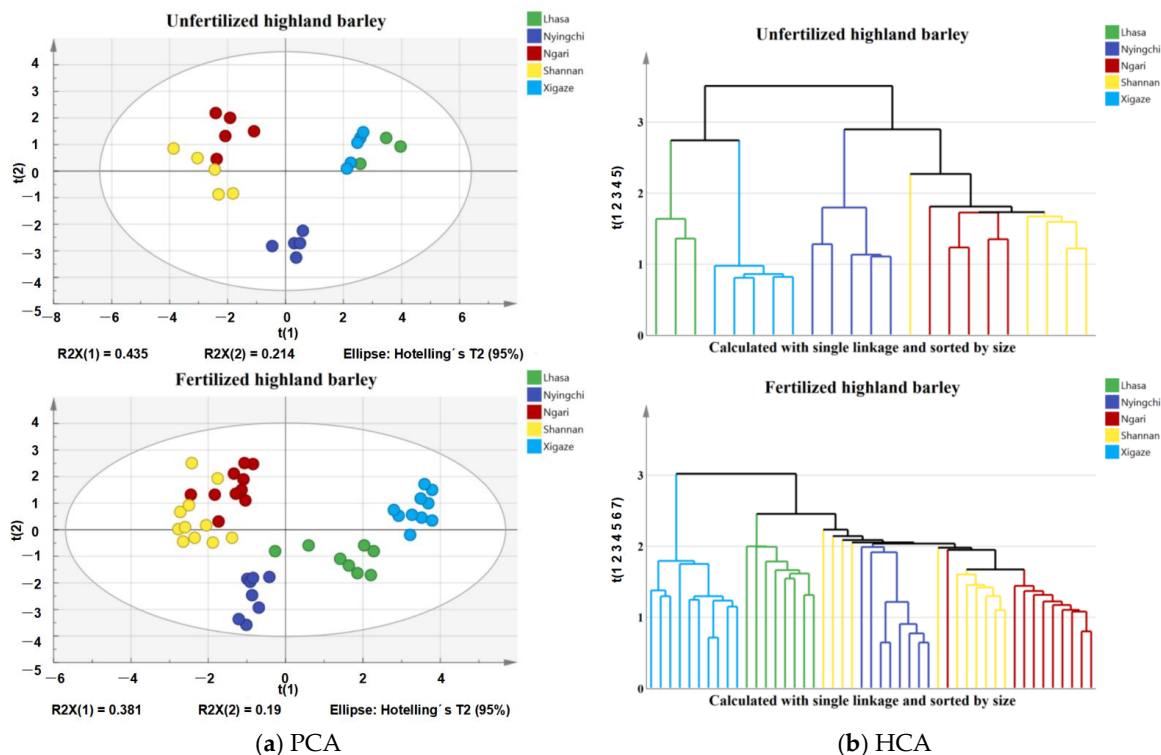 Unfertilized highland barley
Lhasa
Nyingchi
Ngari
Shannan
Xigaze
t(2)
4
3
2
1
0
−1
−2
−3
−4
−5
−8
−6
−4
−2
0
2
4
6
t(1)
R2X(1) = 0.435 R2X(2) = 0.214 Ellipse: Hotelling´s T2 (95%)
Fertilized highland barley
Lhasa
Nyingchi
Ngari
Shannan
Xigaze
t(2)
4
3
2
1
0
−1
−2
−3
−4
−5
−6
−4
−2
0
2
4
t(1)
R2X(1) = 0.381 R2X(2) = 0.19 Ellipse: Hotelling´s T2 (95%)
(a) PCA
Unfertilized highland barley
Lhasa
Nyingchi
Ngari
Shannan
Xigaze
t(1 2 3 4 5)
3
2
1
0
Calculated with single linkage and sorted by size
Fertilized highland barley
Lhasa
Nyingchi
Ngari
Shannan
Xigaze
t(1 2 3 4 5 6 7)
3
2
1
0
Calculated with single linkage and sorted by size
(b) HCA